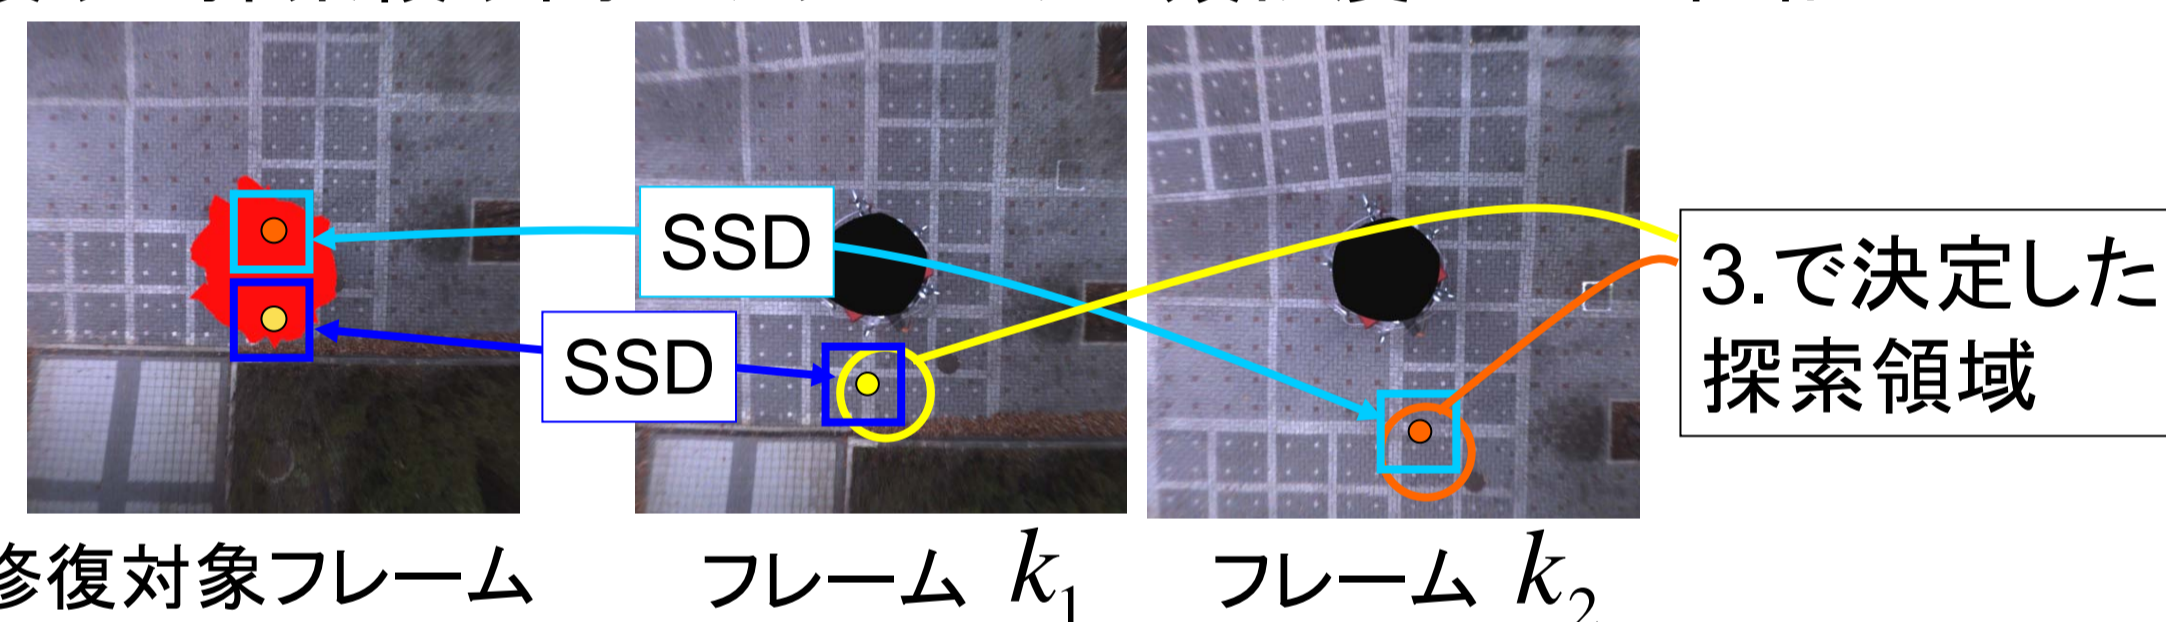 SSD
SSD
3.で決定した
探索領域
修復対象フレーム
フレーム k₁
フレーム k₂